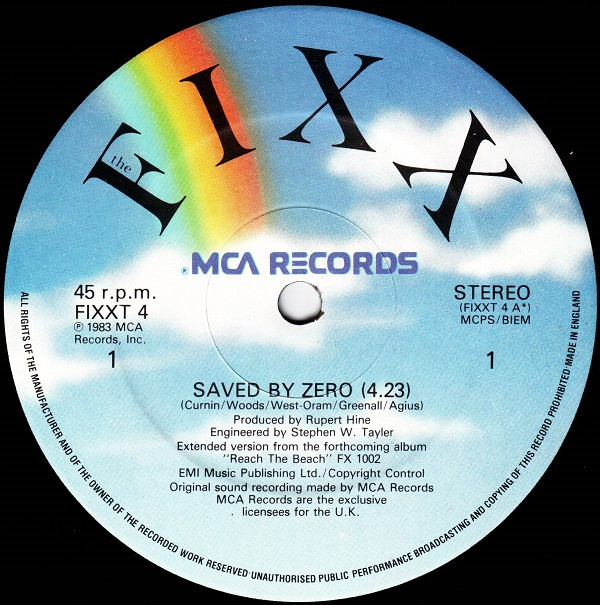 the
FIXX
® MCA RECORDS
45 r.p.m.
FIXXT 4
℗ 1983 MCA
Records, Inc.
1
STEREO
(FIXXT 4 A*)
MCPS/BIEM
1
SAVED BY ZERO (4.23)
(Curnin/Woods/West-Oram/Greenall/Agius)
Produced by Rupert Hine
Engineered by Stephen W. Tayler
Extended version from the forthcoming album
"Reach The Beach" FX 1002
EMI Music Publishing Ltd./Copyright Control
Original sound recording made by MCA Records
MCA Records are the exclusive
. licensees for the U.K.
ALL RIGHTS OF THE MANUFACTURER AND OF THE OWNER OF THE RECORDED WORK RESERVED·UNAUTHORISED PUBLIC PERFORMANCE BROADCASTING AND COPYING OF THIS RECORD PROHIBITED·MADE IN ENGLAND